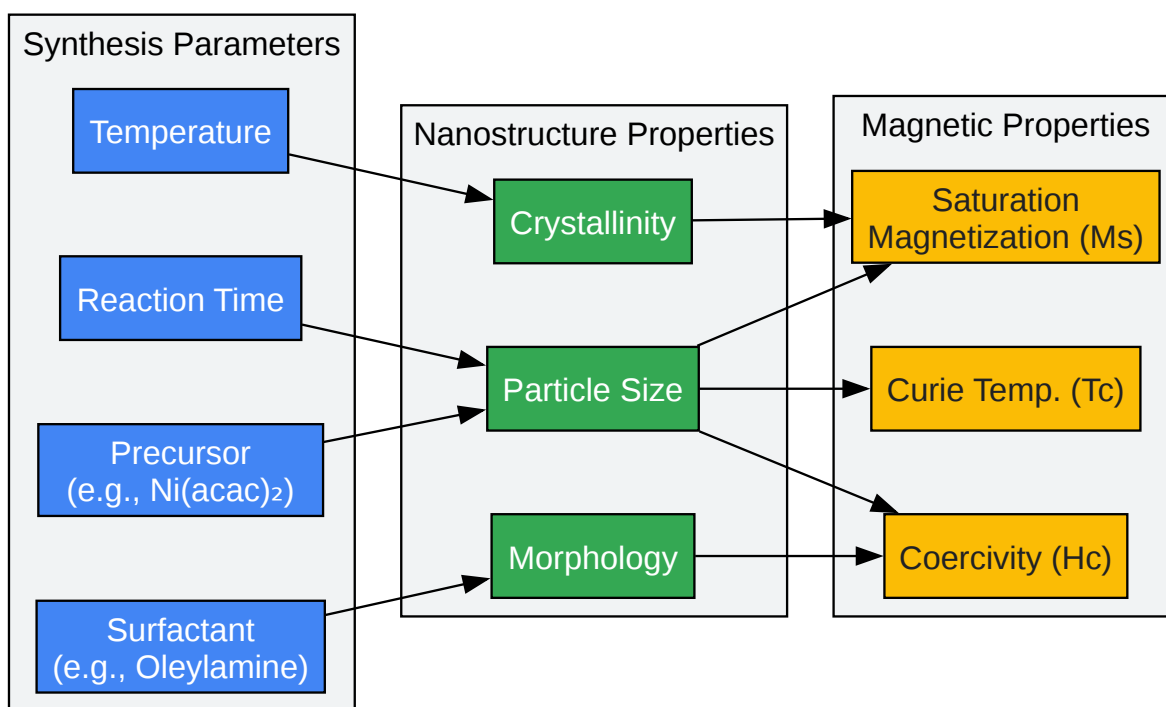 Synthesis Parameters
Temperature
Reaction Time
Precursor
(e.g., Ni(acac)₂)
Surfactant
(e.g., Oleylamine)
Nanostructure Properties
Crystallinity
Particle Size
Morphology
Magnetic Properties
Saturation
Magnetization (Ms)
Curie Temp. (Tc)
Coercivity (Hc)